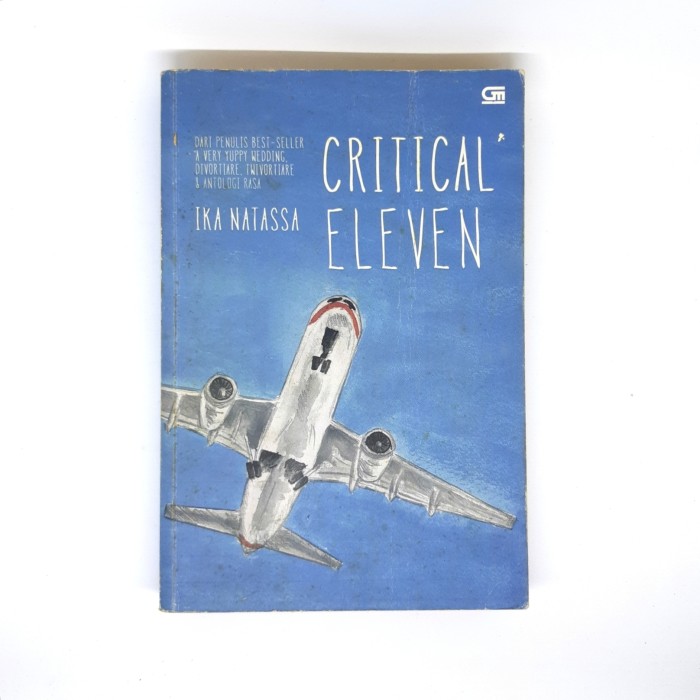 GM
DARI PENULIS BEST-SELLER
A VERY YUPPY WEDDING,
DIVORTIARE, TWIVORTIARE
& ANTOLOGI RASA
IKA NATASSA
CRITICAL
ELEVEN